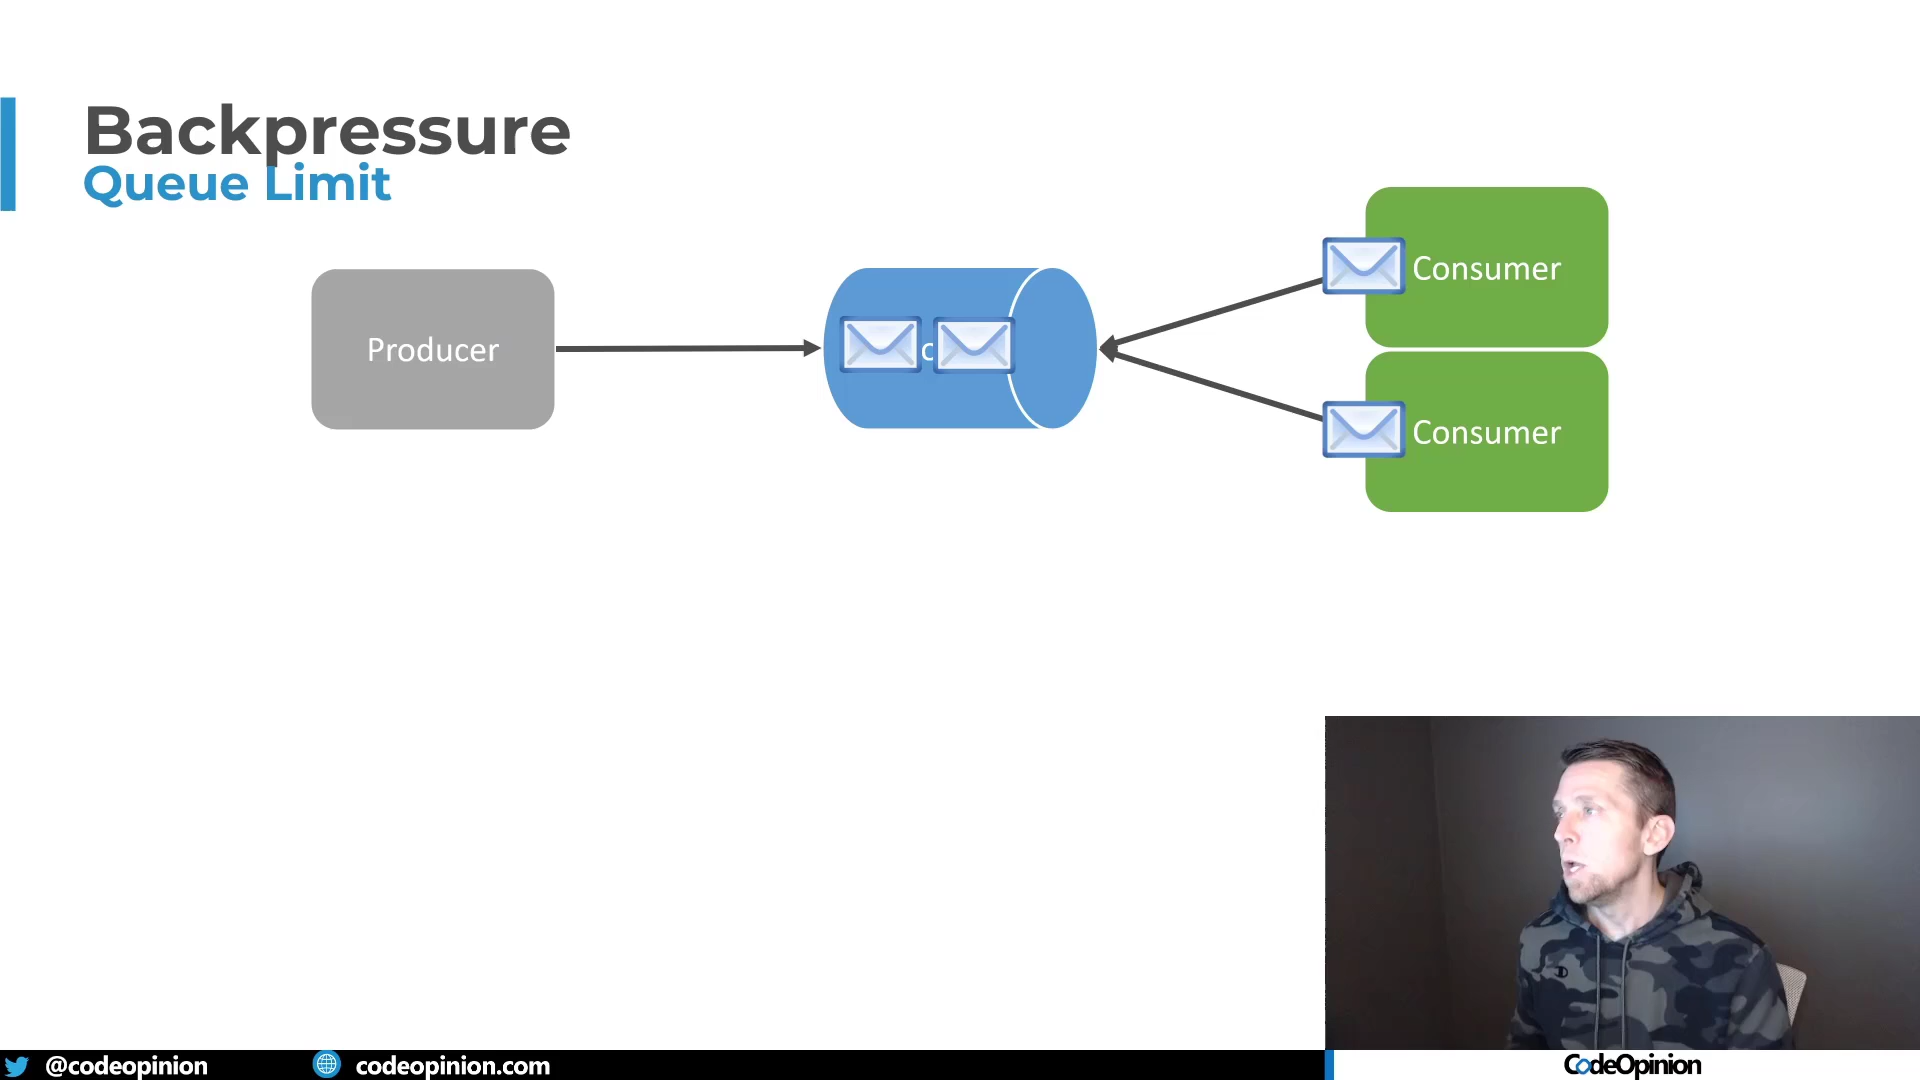 Backpressure
Queue Limit
Producer
Consumer
Consumer
@codeopinion
codeopinion.com
CodeOpinion